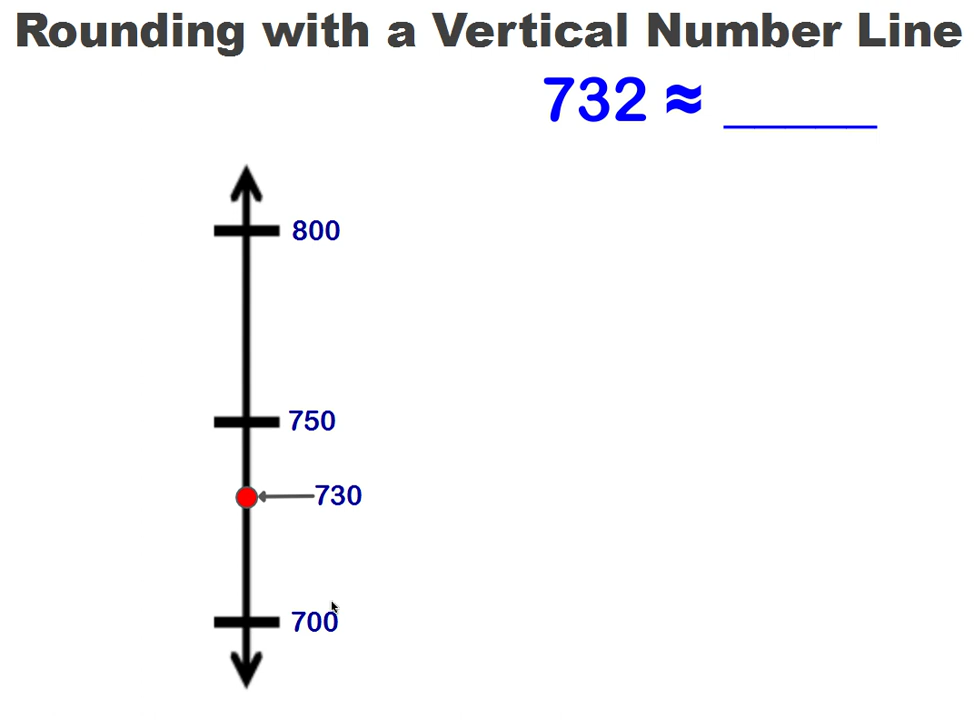 Rounding with a Vertical Number Line
732 ≈ _____
800
750
730
700